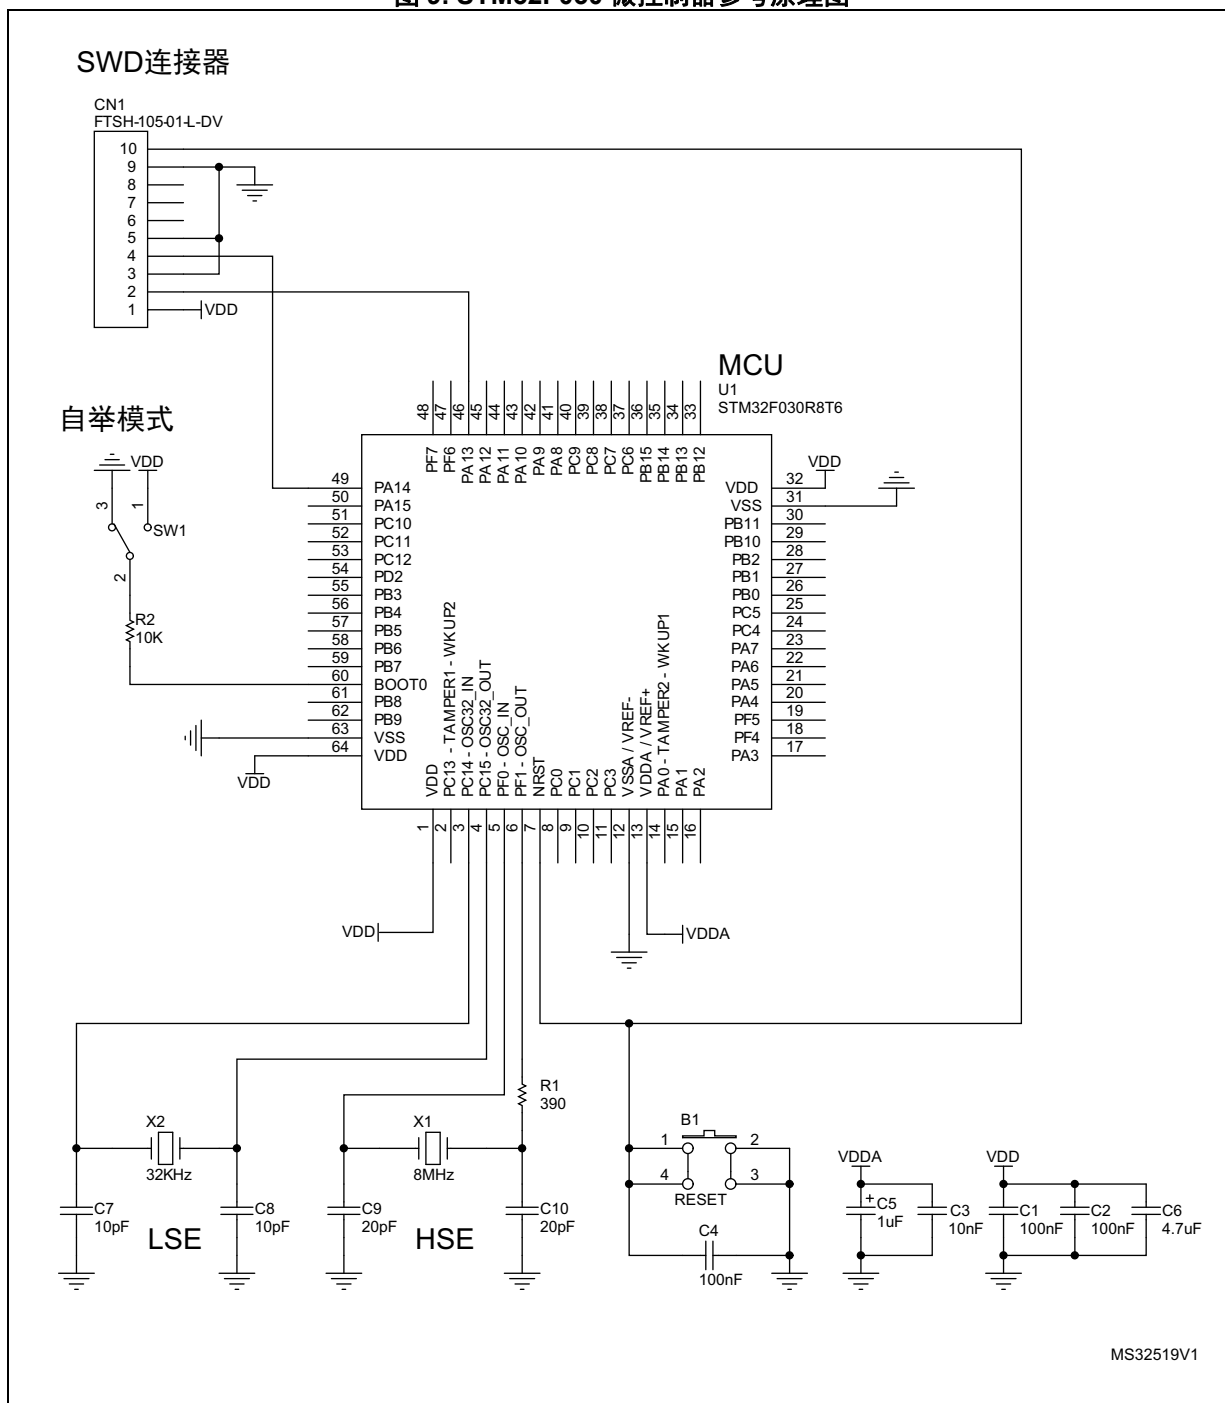 SWD连接器
CN1
FTSH-105-01-L-DV
10
9
8
7
6
5
4
3
2
1
VDD
MCU
U1
STM32F030R8T6
自举模式
VDD
3
1
SW1
2
R2
10K
48 47 46 45 44 43 42 41 40 39 38 37 36 35 34 33
PF7 PF6 PA13 PA12 PA11 PA10 PA9 PA8 PC9 PC8 PC7 PC6 PB15 PB14 PB13 PB12
49 PA14
50 PA15
51 PC10
52 PC11
53 PC12
54 PD2
55 PB3
56 PB4
57 PB5
58 PB6
59 PB7
60 BOOT0
61 PB8
62 PB9
63 VSS
64 VDD
VDD
VDD 32 VDD
VSS 31
PB11 30
PB10 29
PB2 28
PB1 27
PB0 26
PC5 25
PC4 24
PA7 23
PA6 22
PA5 21
PA4 20
PF5 19
PF4 18
PA3 17
VDD
PC13 - TAMPER1 - WKUP2
PC14 - OSC32_IN
PC15 - OSC32_OUT
PF0 - OSC_IN
PF1 - OSC_OUT
NRST
PC0
PC1
PC2
PC3
VSSA / VREF-
VDDA / VREF+
PA0 - TAMPER2 - WKUP1
PA1
PA2
1 2 3 4 5 6 7 8 9 10 11 12 13 14 15 16
VDD
VDDA
R1
390
X2
32KHz
C7
10pF
C8
10pF
LSE
X1
8MHz
C9
20pF
C10
20pF
HSE
B1
1 2
4 3
RESET
C4
100nF
VDDA
+
C5
1uF
C3
10nF
VDD
C1
100nF
C2
100nF
C6
4.7uF
MS32519V1